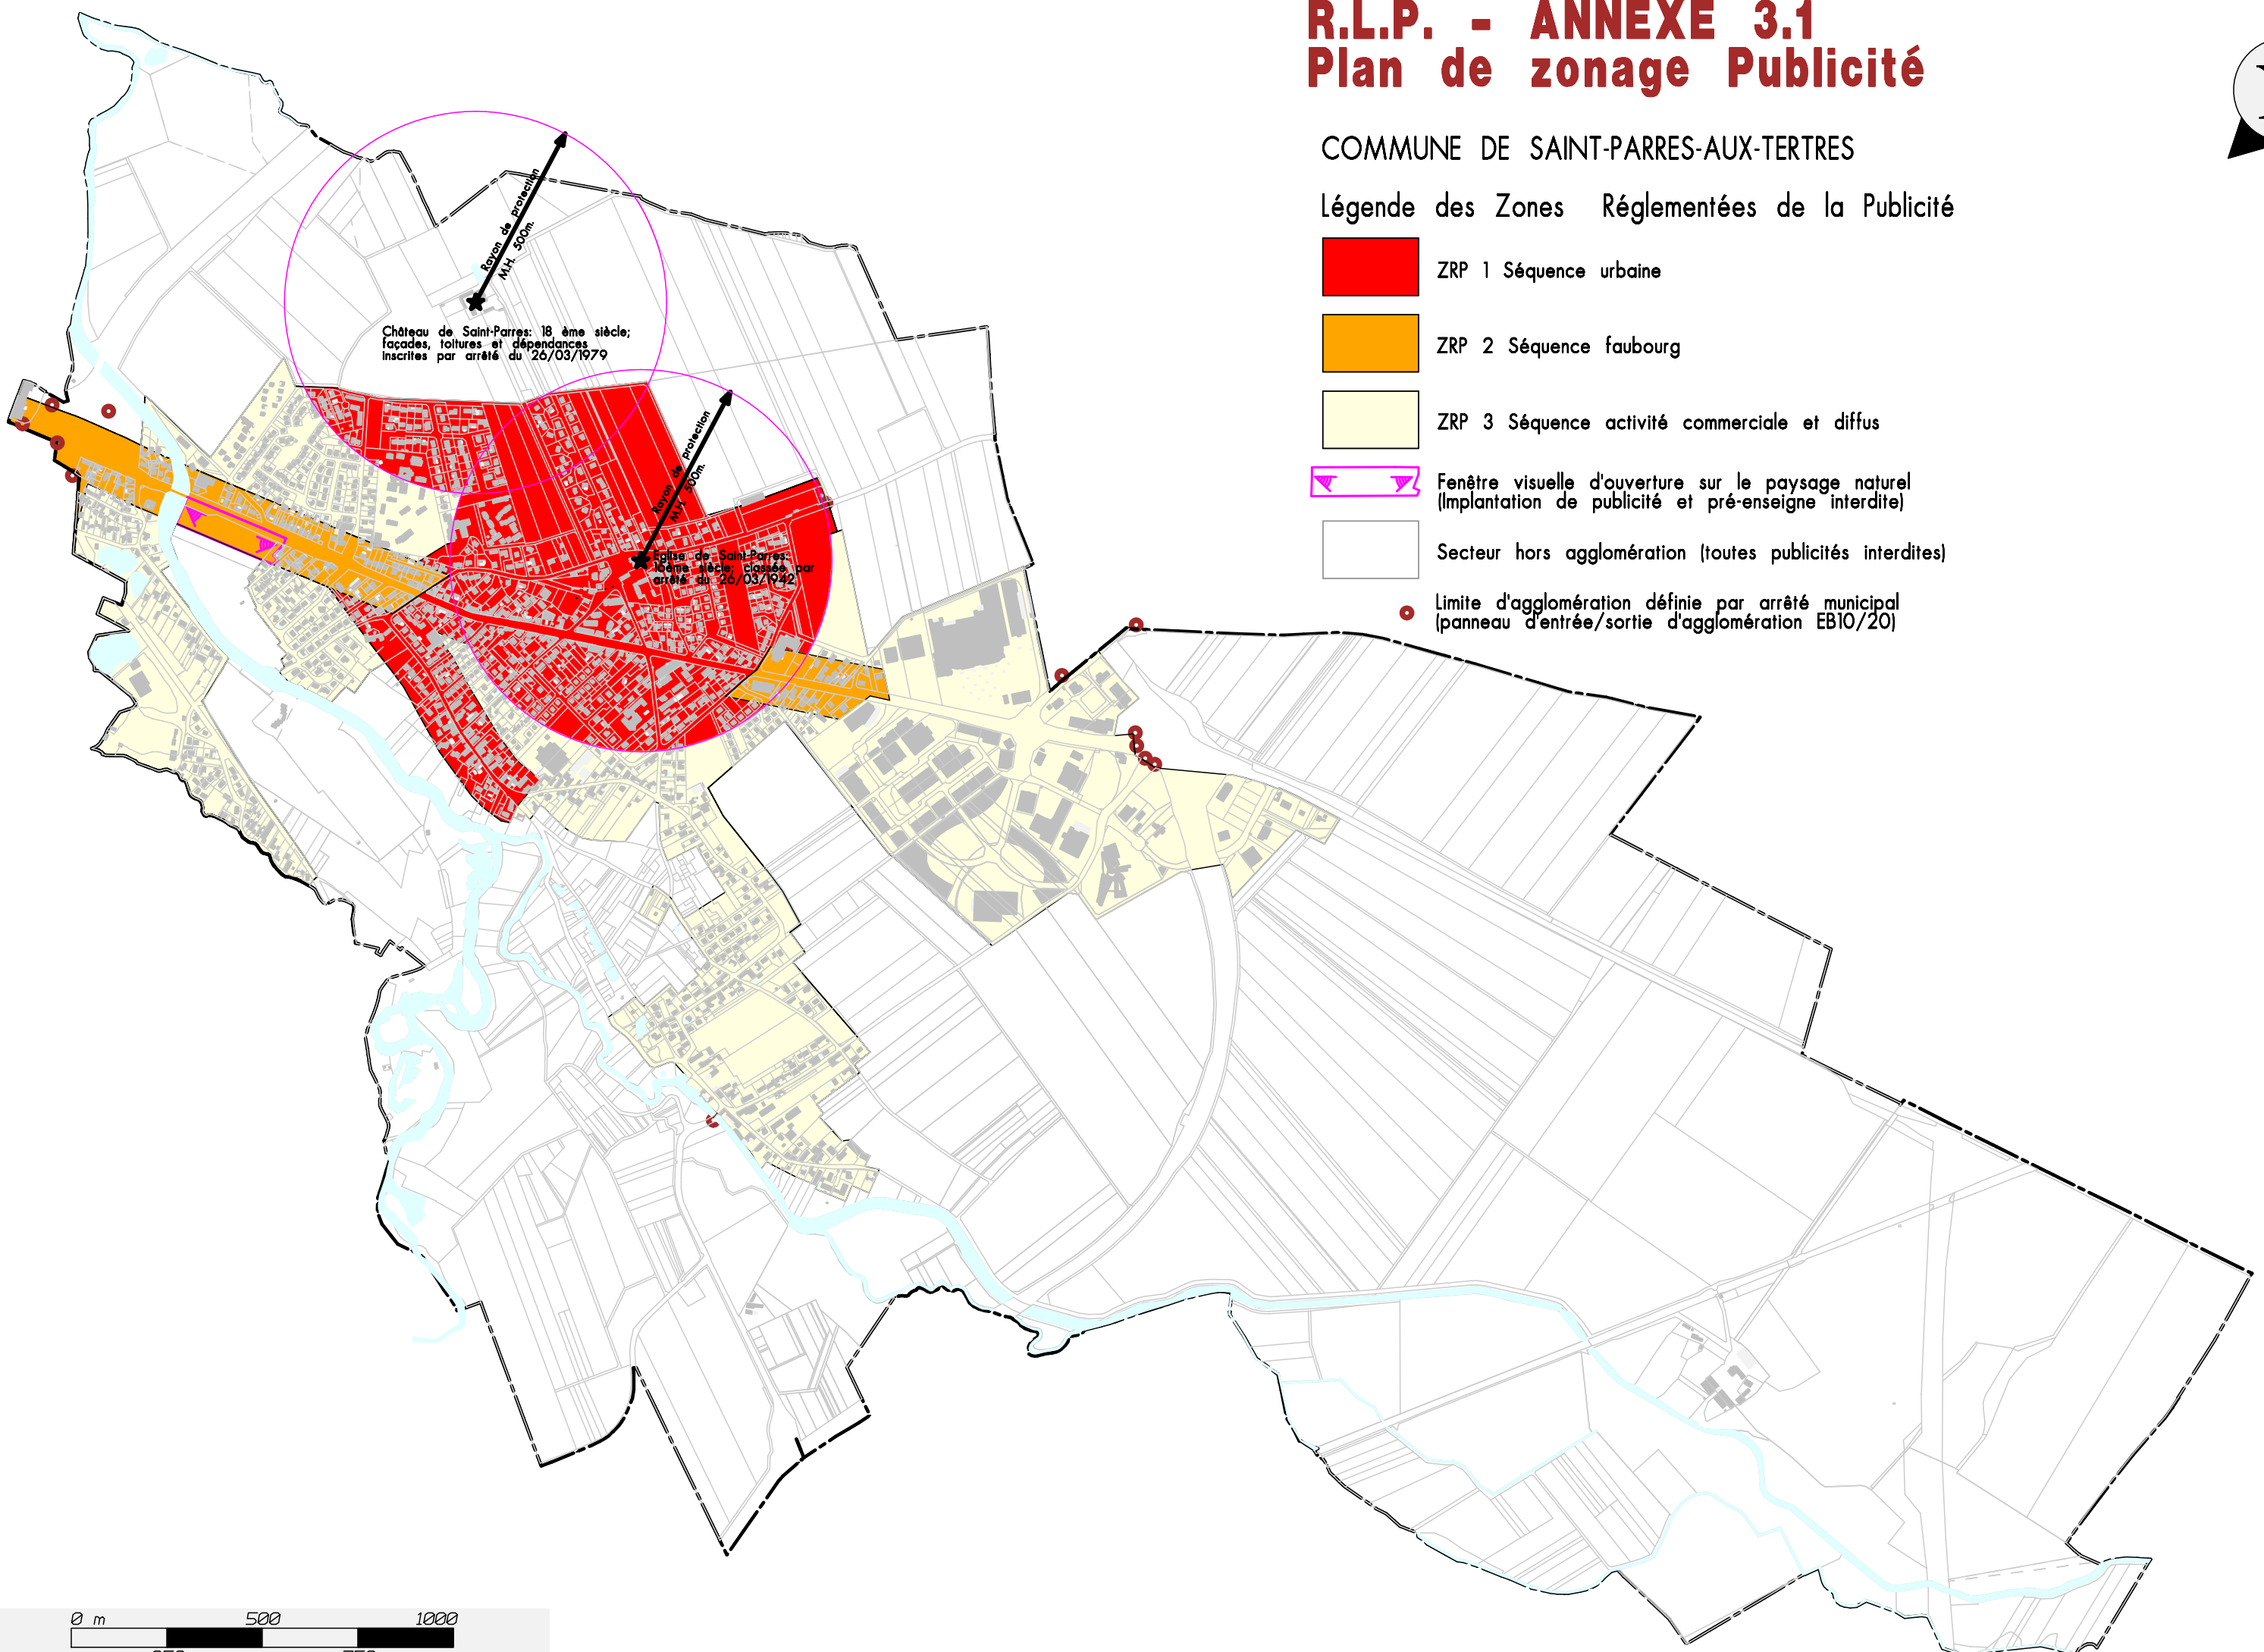 R.L.P. - ANNEXE 3.1
Plan de zonage Publicité
COMMUNE DE SAINT-PARRES-AUX-TERTRES
Légende des Zones Réglementées de la Publicité
ZRP 1 Séquence urbaine
ZRP 2 Séquence faubourg
ZRP 3 Séquence activité commerciale et diffus
Fenêtre visuelle d'ouverture sur le paysage naturel
(Implantation de publicité et pré-enseigne interdite)
Secteur hors agglomération (toutes publicités interdites)
Limite d'agglomération définie par arrêté municipal
(panneau d'entrée/sortie d'agglomération EB10/20)
Rayon de protection
M.H. 500m.
Château de Saint-Parres: 18 ème siècle;
façades, toitures et dépendances
inscrites par arrêté du 26/03/1979
Rayon de protection
M.H. 500m.
Eglise de Saint-Parres:
16ème siècle; classée par
arrêté du 26/03/1942
0 m 500 1000